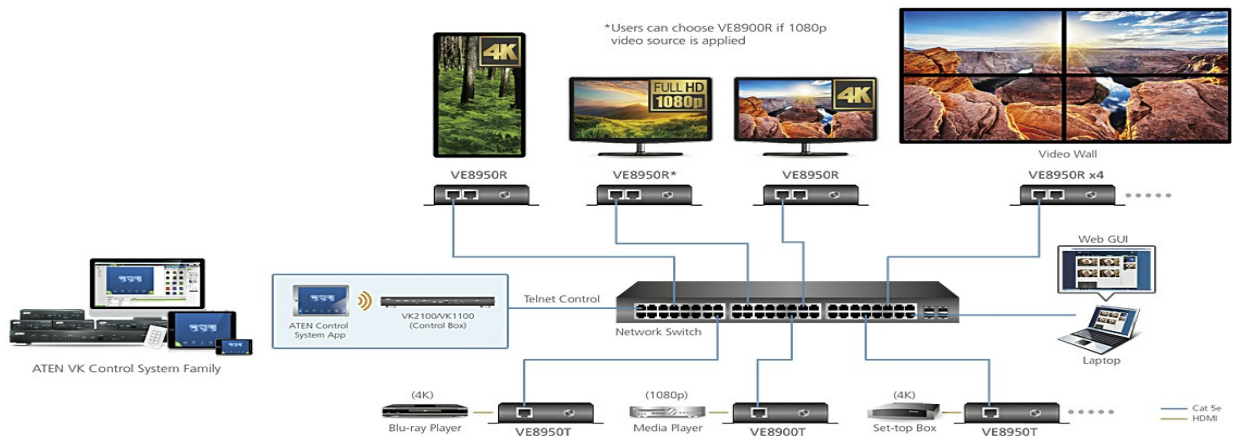 *Users can choose VE8900R if 1080p
video source is applied
4K
FULL HD
1080p
4K
Video Wall
VE8950R
VE8950R*
VE8950R
VE8950R x4
Web GUI
Telnet Control
ATEN Control
System App
VK2100/VK1100
(Control Box)
Network Switch
Laptop
ATEN VK Control System Family
(4K)
Blu-ray Player
VE8950T
(1080p)
Media Player
VE8900T
(4K)
Set-top Box
VE8950T
Cat 5e
HDMI